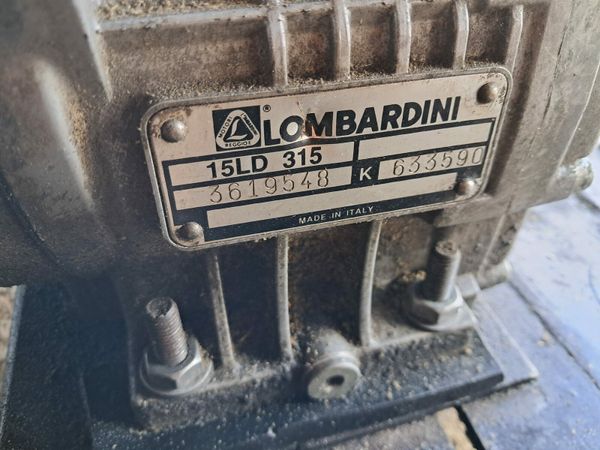 ® LOMBARDINI
15LD 315
3619548 K 633590
MADE IN ITALY